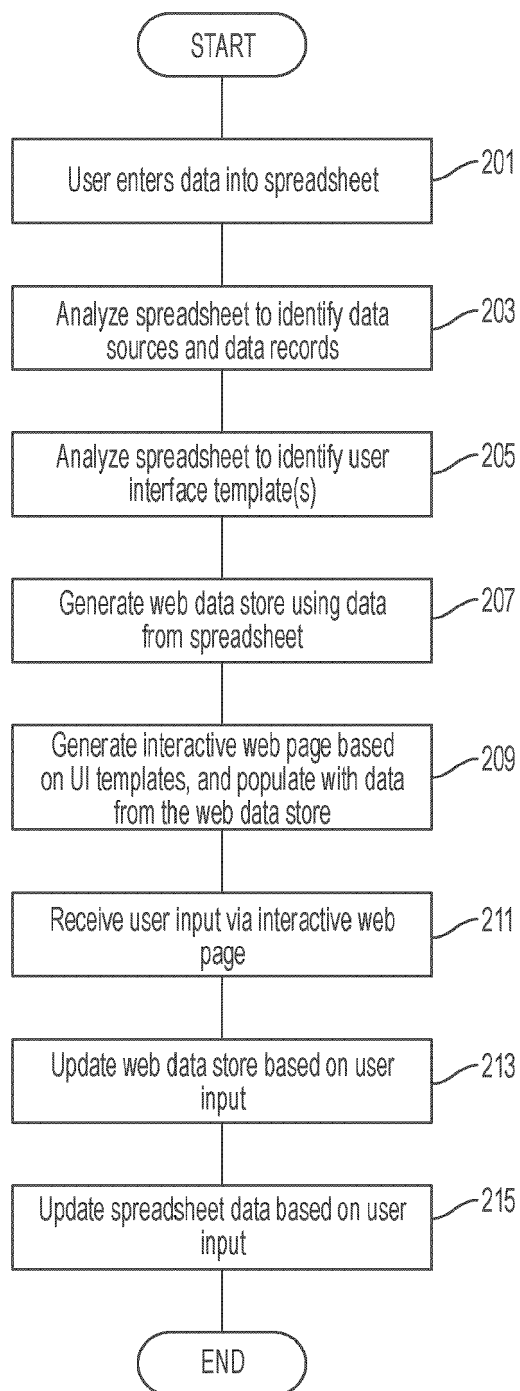 START
User enters data into spreadsheet
201
Analyze spreadsheet to identify data
sources and data records
203
Analyze spreadsheet to identify user
interface template(s)
205
Generate web data store using data
from spreadsheet
207
Generate interactive web page based
on UI templates, and populate with data
from the web data store
209
Receive user input via interactive web
page
211
Update web data store based on user
input
213
Update spreadsheet data based on user
input
215
END